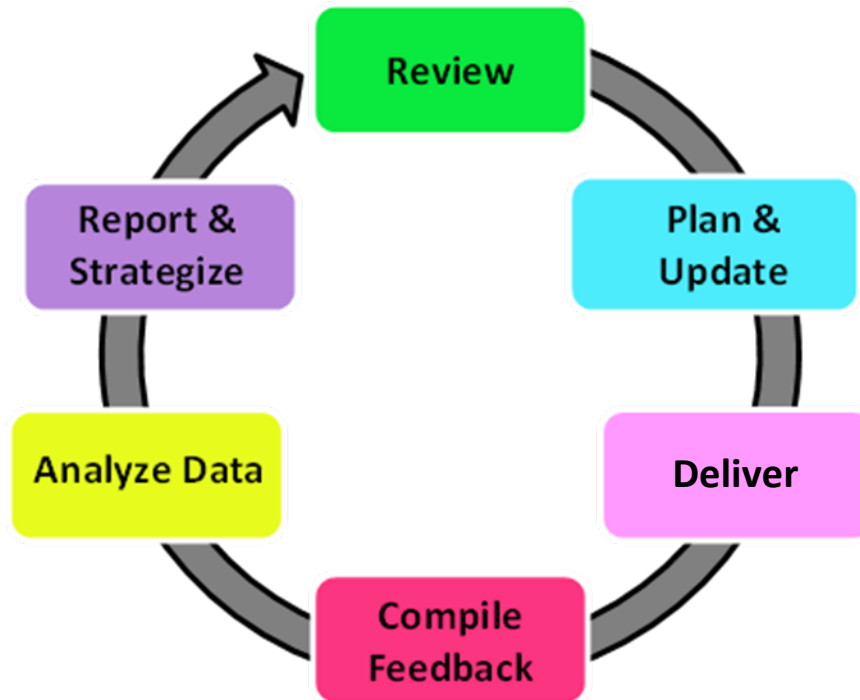 Review
Plan &
Update
Deliver
Compile
Feedback
Analyze Data
Report &
Strategize